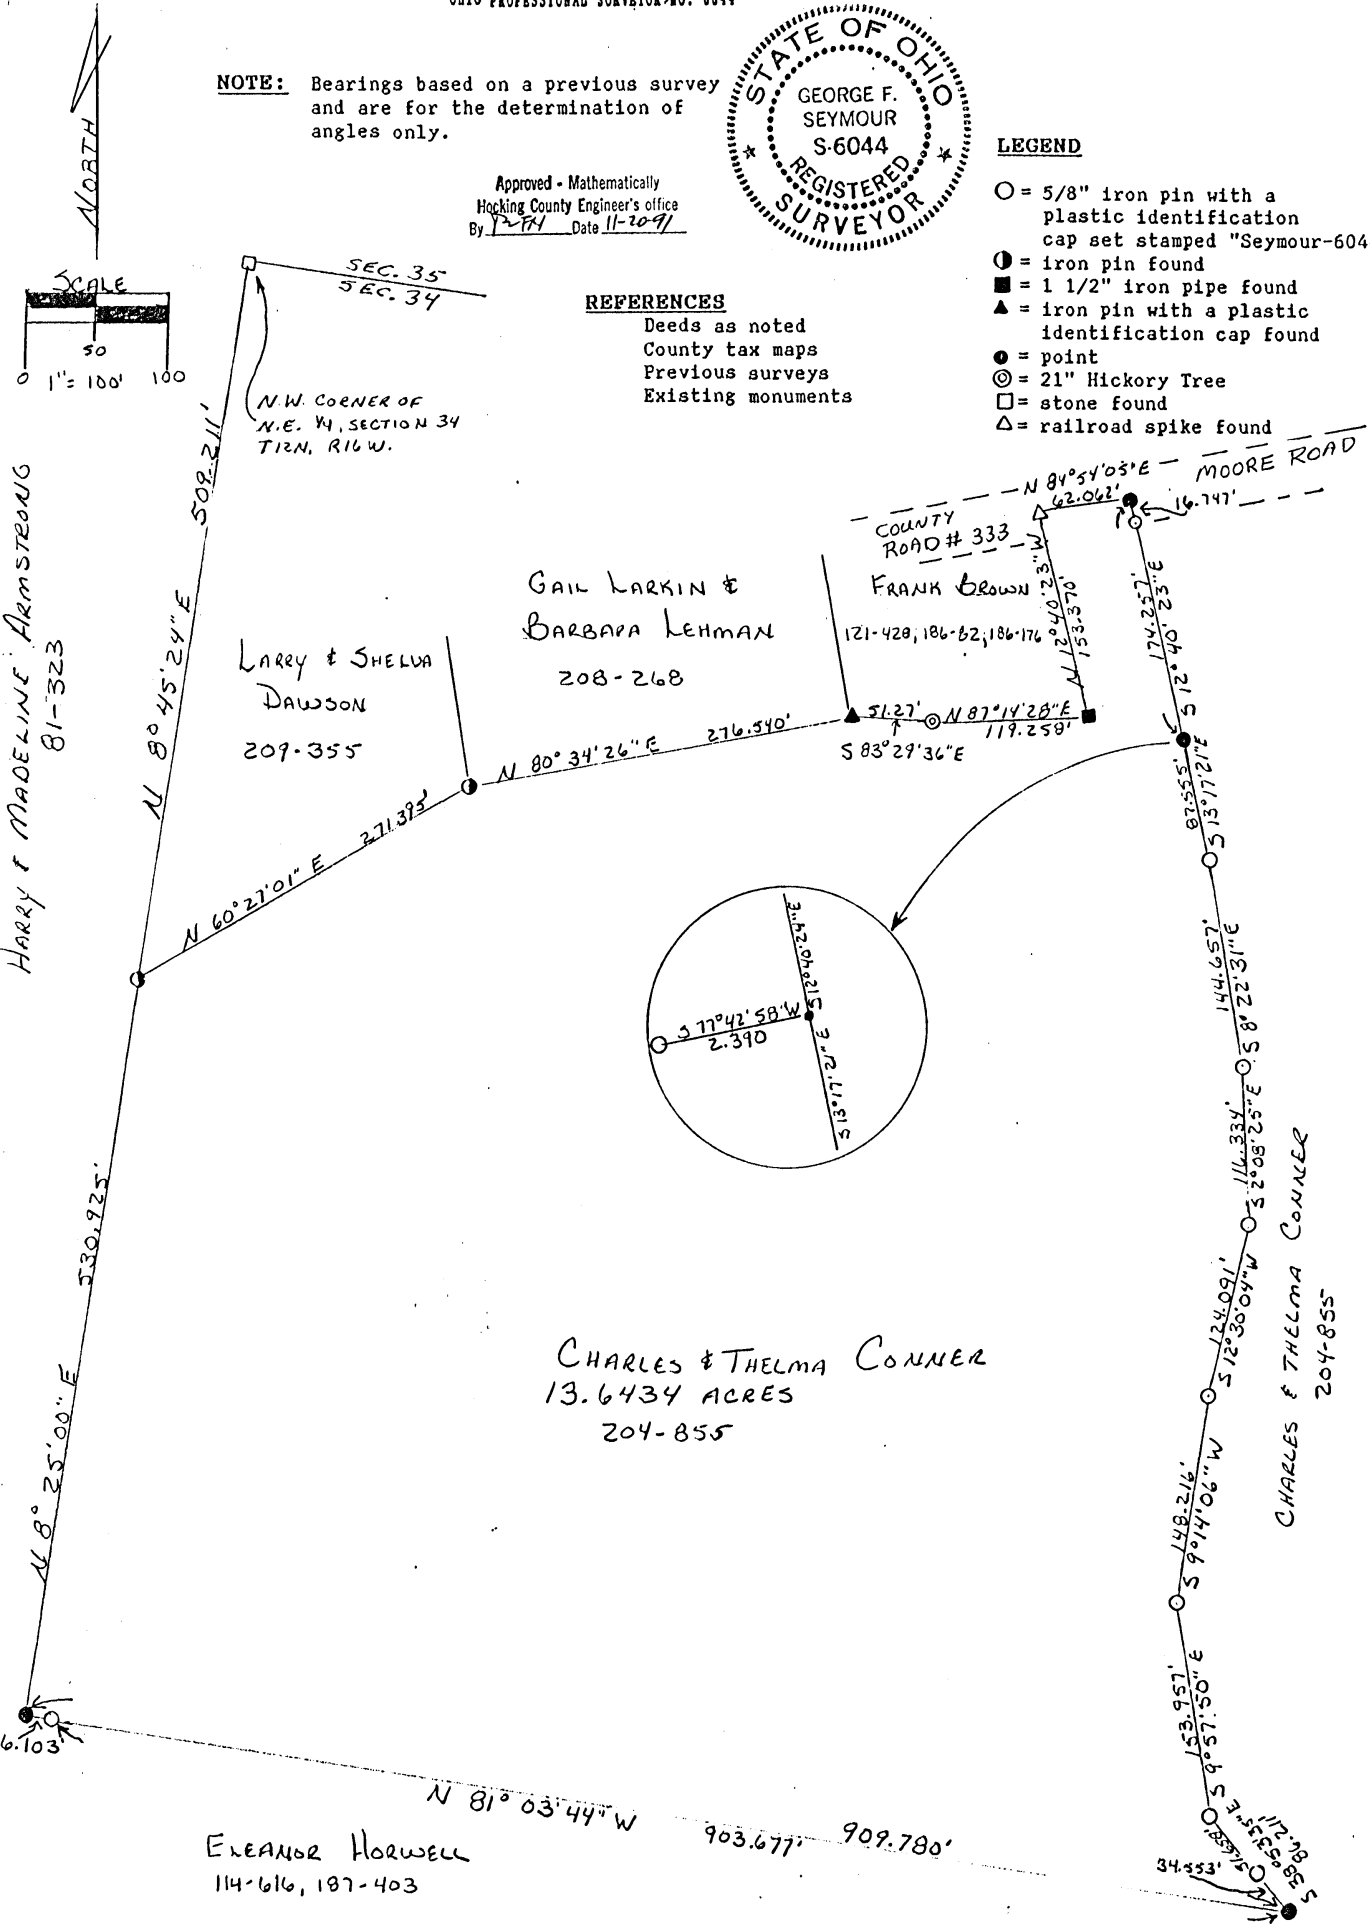 NORTH
NOTE: Bearings based on a previous survey
and are for the determination of
angles only.
STATE OF OHIO
GEORGE F.
SEYMOUR
S-6044
REGISTERED
SURVEYOR
Approved - Mathematically
Hocking County Engineer's office
By Date 11-20-91
LEGEND
= 5/8" iron pin with a
plastic identification
cap set stamped "Seymour-604
= iron pin found
= 1 1/2" iron pipe found
= iron pin with a plastic
identification cap found
= point
= 21" Hickory Tree
= stone found
= railroad spike found
SCALE
50
0 1"= 100' 100
SEC. 35
SEC. 34
REFERENCES
Deeds as noted
County tax maps
Previous surveys
Existing monuments
N.W. CORNER OF
N.E. 1/4, SECTION 34
T12N, R16W.
HARRY & MADELINE ARMSTRONG
81-323
N 8° 45' 24" E 509.211'
N 84°54'05"E
62.062'
MOORE ROAD
16.747'
COUNTY
ROAD # 333
FRANK BROWN
121-428, 186-82, 186-176
N 12°40'23"W
153.370'
174.257'
S 12° 40' 23"E
GAIL LARKIN &
BARBARA LEHMAN
208-268
LARRY & SHELVA
DAWSON
209-355
N 80° 34' 26" E 276.540'
51.27'
S 83°29'36"E
N 87°14'28"E
119.258'
N 60°27'01" E 271.395'
87.555'
S 13°17'21"E
S 12°40'24"E
S 77°42'58"W
2.390
S 13°17'21" E
144.657'
S 8°22'31"E
116.334'
S 2°08'25"E
124.091'
S 12°30'04"W
148.216'
S 9°14'06"W
153.957'
S 9°57'50"E
CHARLES & THELMA CONNER
204-855
CHARLES & THELMA CONNER
13.6434 ACRES
204-855
N 8° 25' 00" E 530.925'
6.103'
N 81° 03' 44" W 903.677' 909.780'
51.658'
S 38°53'35"E
86.211'
34.553'
ELEANOR HORWELL
114-616, 187-403